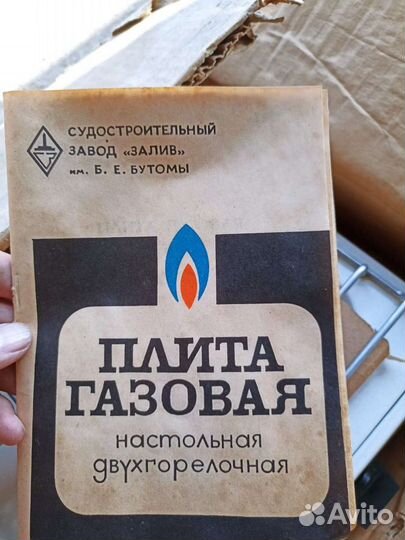 СУДОСТРОИТЕЛЬНЫЙ
ЗАВОД «ЗАЛИВ»
им. Б. Е. БУТОМЫ
ПЛИТА
ГАЗОВАЯ
настольная
двухгорелочная
Avito